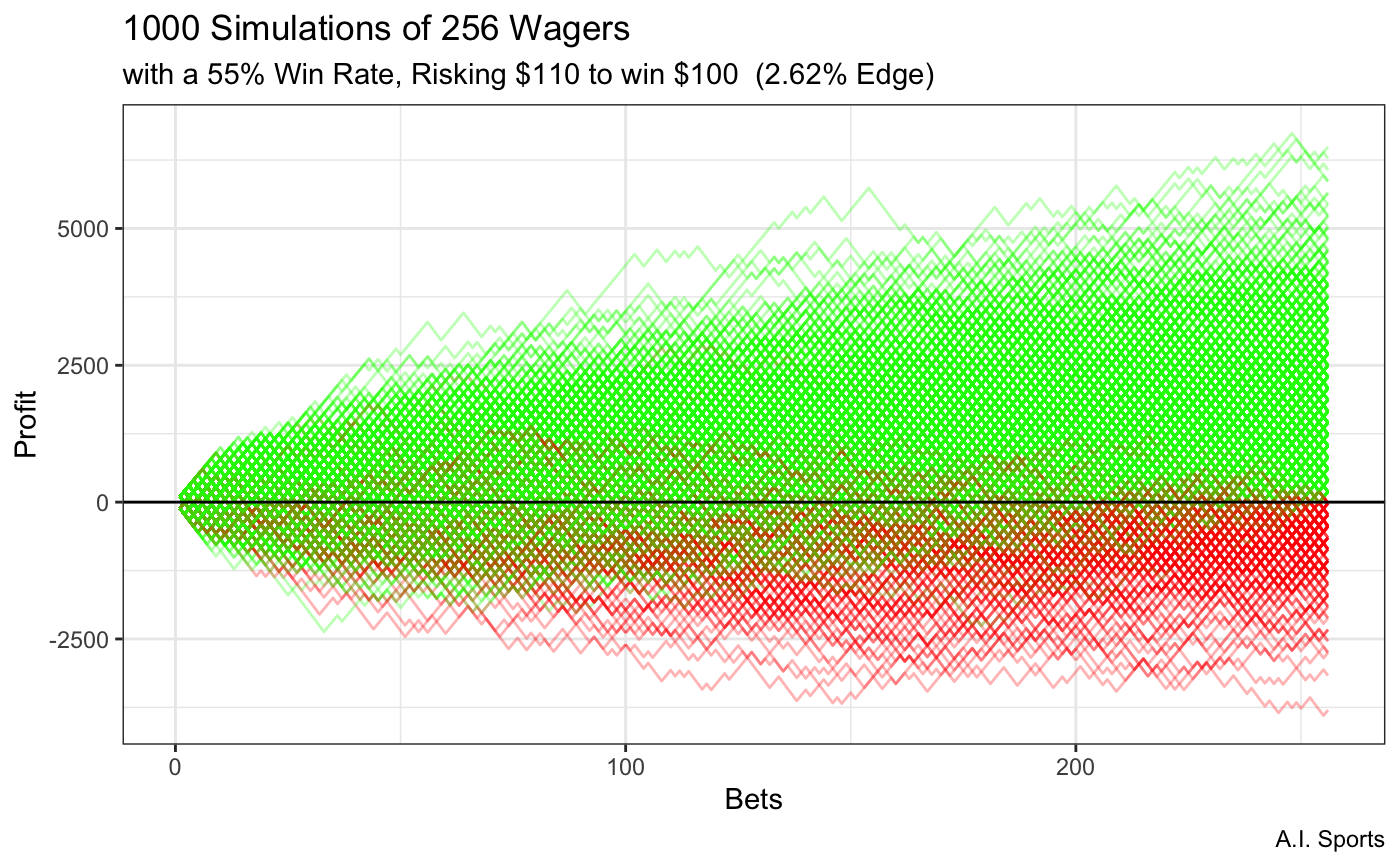 1000 Simulations of 256 Wagers
with a 55% Win Rate, Risking $110 to win $100  (2.62% Edge)
Profit
5000
2500
0
-2500
0 100 200
Bets
A.I. Sports